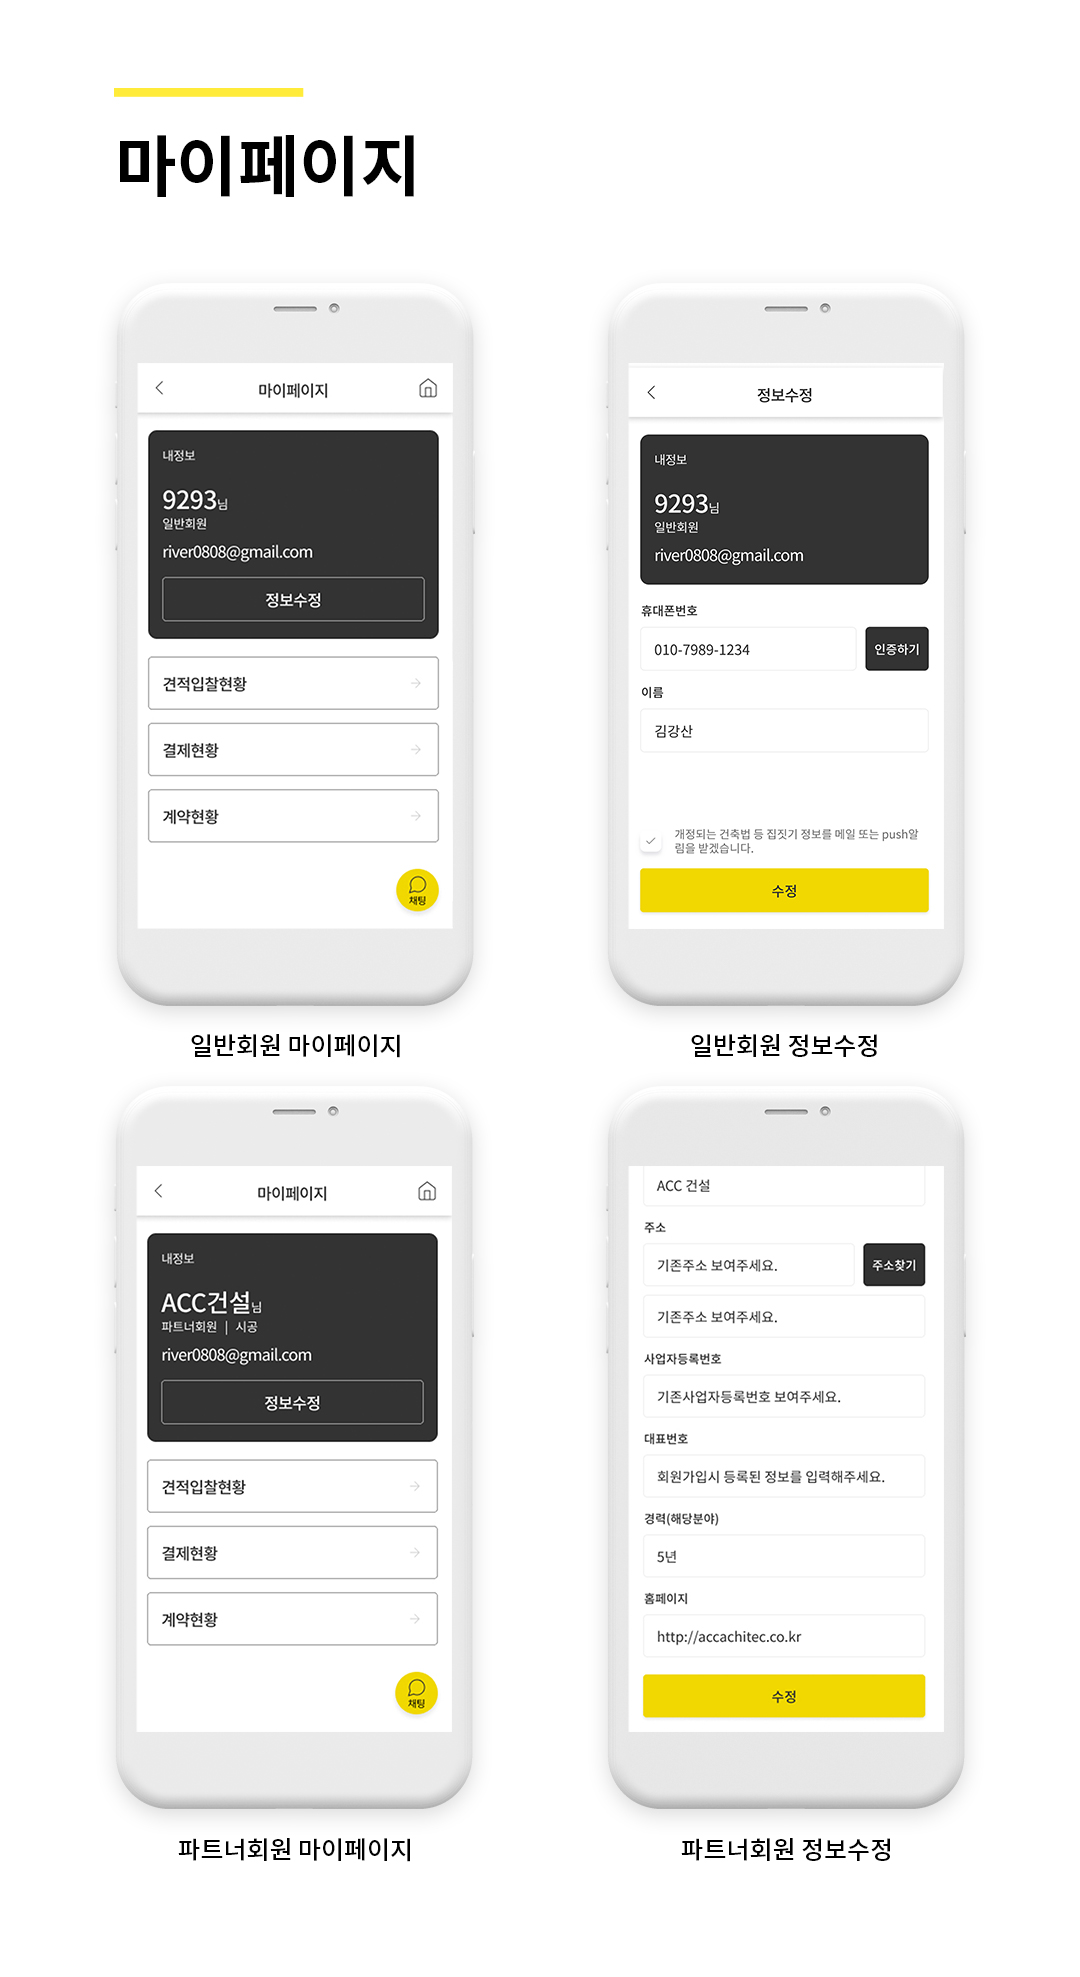 마이페이지
마이페이지
내정보
9293님
일반회원
river0808@gmail.com
정보수정
견적입찰현황
결제현황
계약현황
채팅
일반회원 마이페이지
정보수정
내정보
9293님
일반회원
river0808@gmail.com
휴대폰번호
010-7989-1234
인증하기
이름
김강산
개정되는 건축법 등 집짓기 정보를 메일 또는 push알
림을 받겠습니다.
수정
일반회원 정보수정
마이페이지
내정보
ACC건설님
파트너회원 | 시공
river0808@gmail.com
정보수정
견적입찰현황
결제현황
계약현황
채팅
파트너회원 마이페이지
ACC 건설
주소
기존주소 보여주세요.
주소찾기
기존주소 보여주세요.
사업자등록번호
기존사업자등록번호 보여주세요.
대표번호
회원가입시 등록된 정보를 입력해주세요.
경력(해당분야)
5년
홈페이지
http://accachitec.co.kr
수정
파트너회원 정보수정